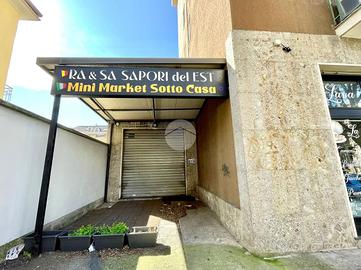 RA & SA SAPORI del EST
Mini Market Sotto Casa